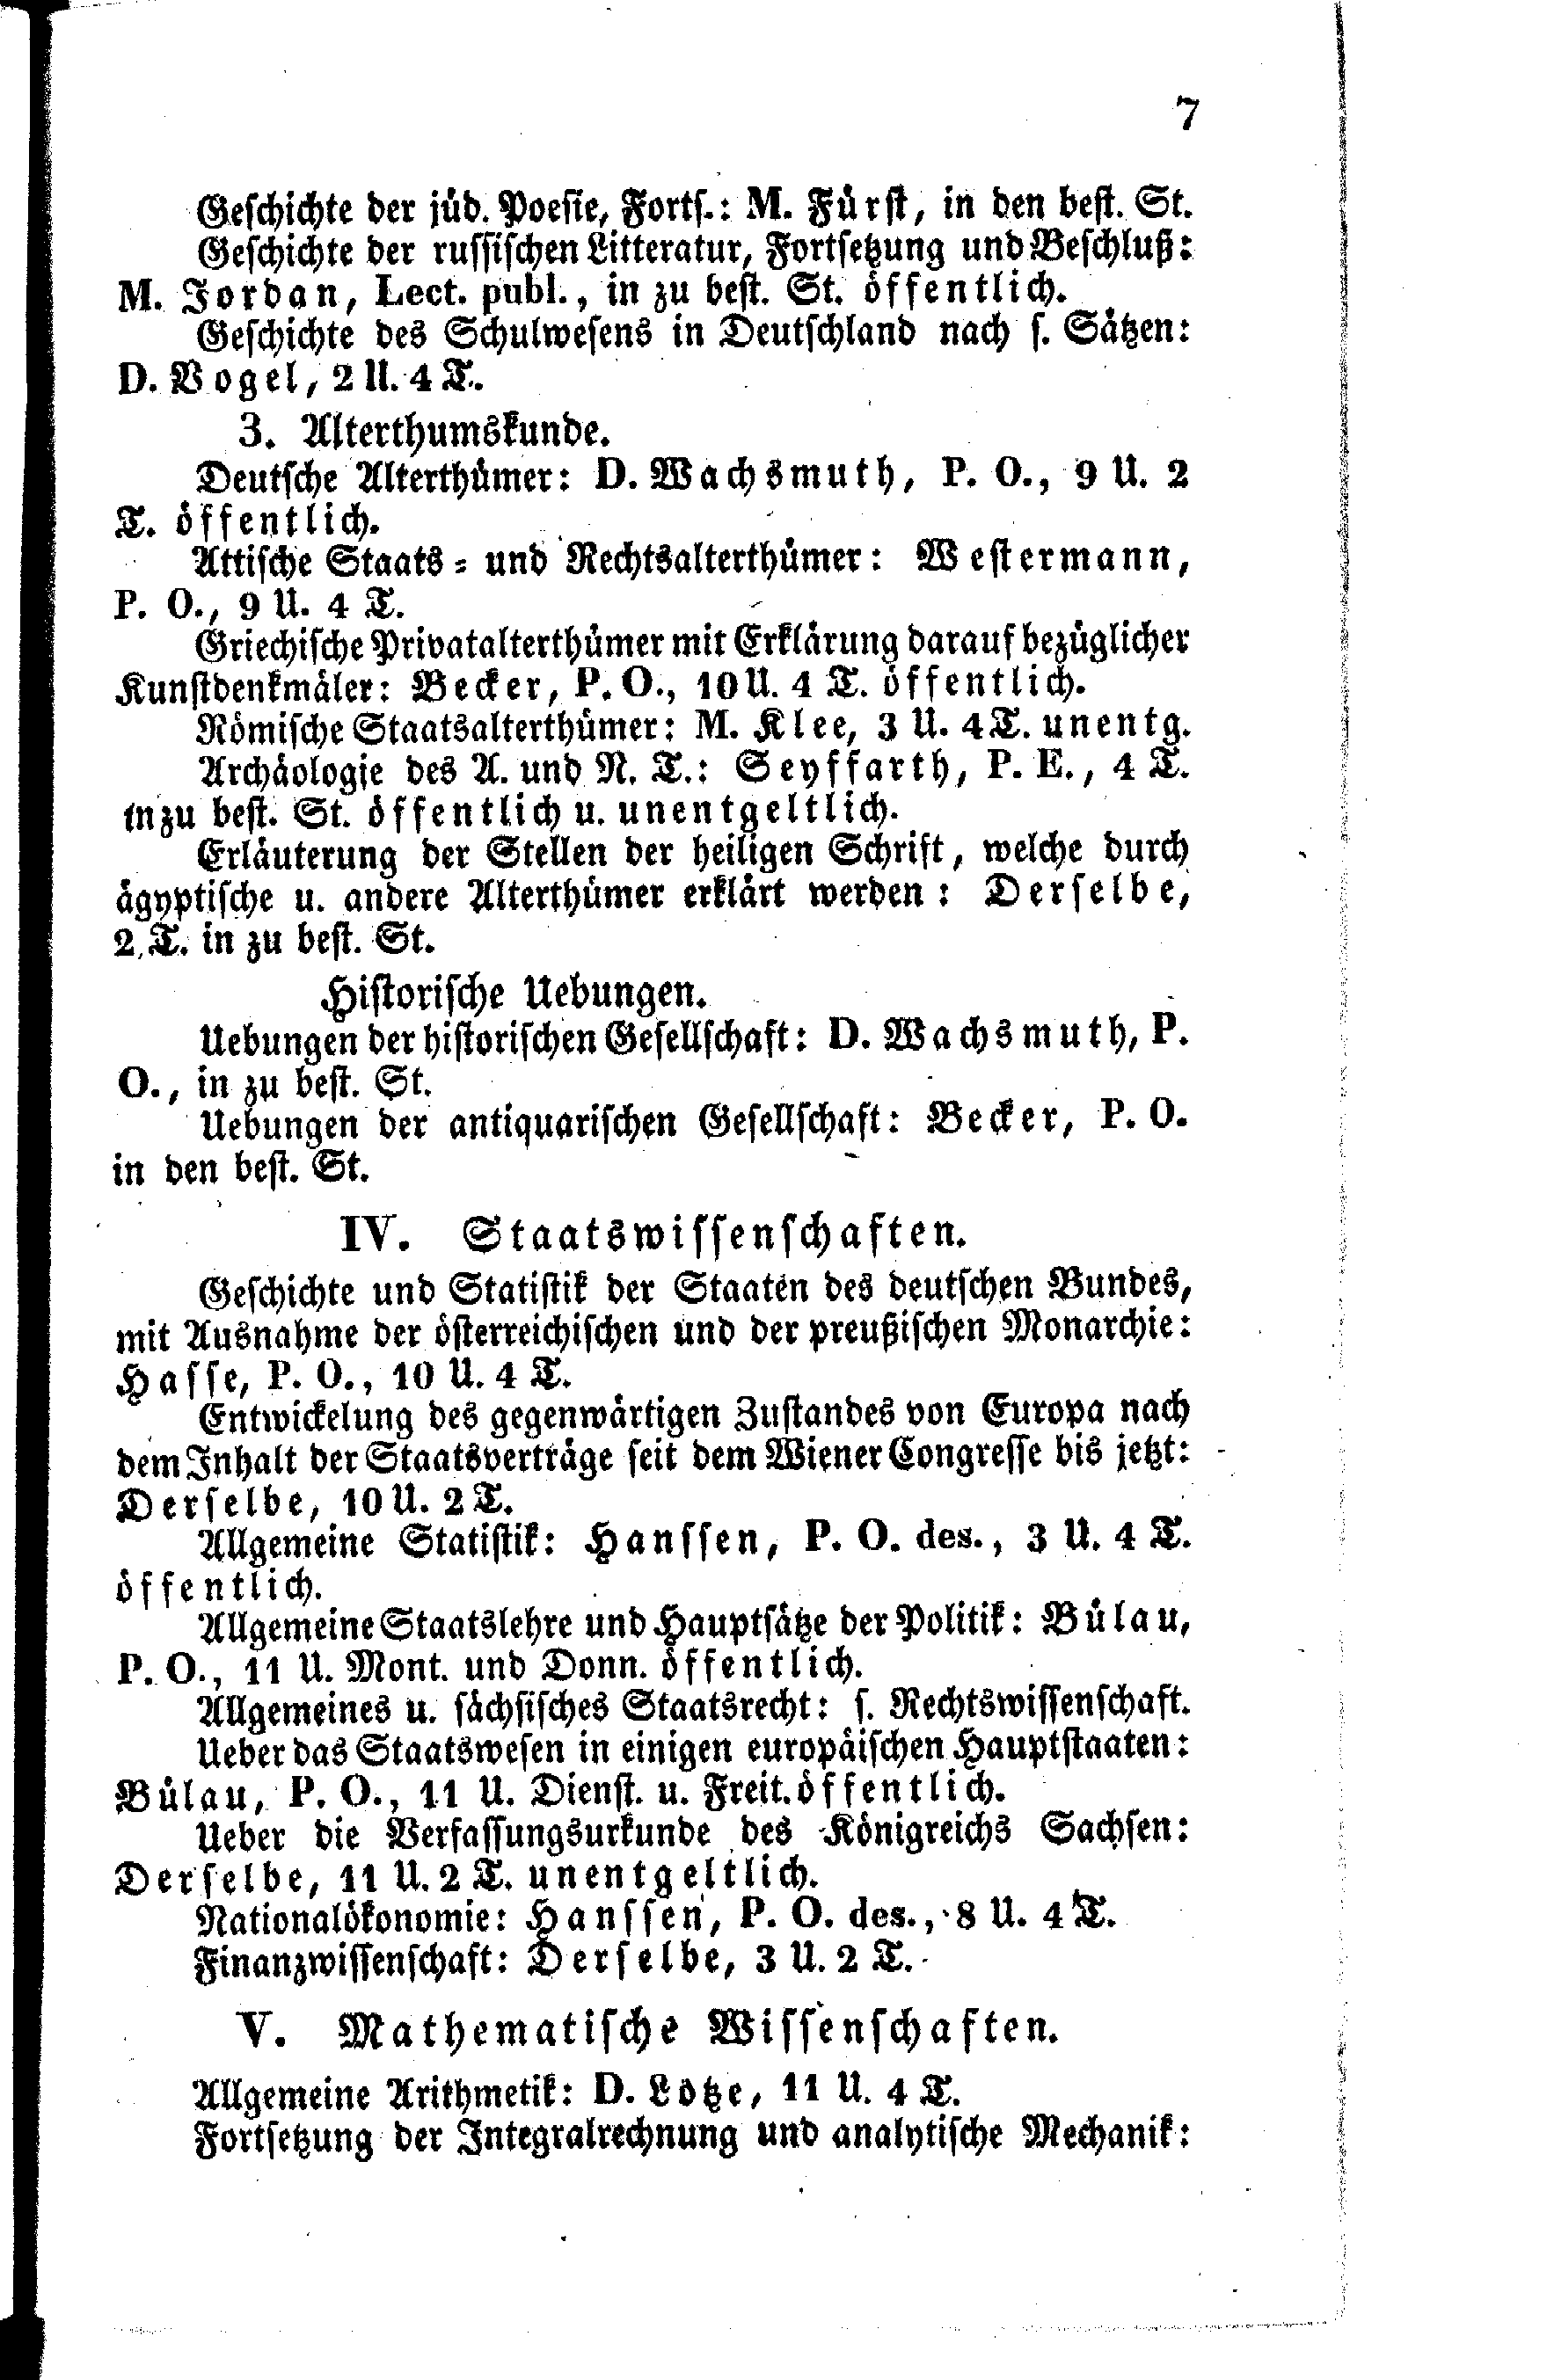 7
Geschichte der jüd. Poesie, Forts.: M. Fürst, in den best. St.
Geschichte der russischen Litteratur, Fortsetzung und Beschluß:
M. Jordan, Lect. publ., in zu best. St. öffentlich.
Geschichte des Schulwesens in Deutschland nach s. Sätzen:
D. Vogel, 2 U. 4 T.
3. Alterthumskunde.
Deutsche Alterthümer: D. Wachsmuth, P. O., 9 U. 2
T. öffentlich.
Attische Staats- und Rechtsalterthümer: Westermann,
P. O., 9 U. 4 T.
Griechische Privatalterthümer mit Erklärung darauf bezüglicher
Kunstdenkmäler: Becker, P. O., 10 U. 4 T. öffentlich.
Römische Staatsalterthümer: M. Klee, 3 U. 4 T. unentg.
Archäologie des A. und N. T.: Seyffarth, P. E., 4 T.
in zu best. St. öffentlich u. unentgeltlich.
Erläuterung der Stellen der heiligen Schrift, welche durch
ägyptische u. andere Alterthümer erklärt werden: Derselbe,
2 T. in zu best. St.
Historische Uebungen.
Uebungen der historischen Gesellschaft: D. Wachsmuth, P.
O., in zu best. St.
Uebungen der antiquarischen Gesellschaft: Becker, P. O.
in den best. St.
IV. Staatswissenschaften.
Geschichte und Statistik der Staaten des deutschen Bundes,
mit Ausnahme der österreichischen und der preußischen Monarchie:
Hasse, P. O., 10 U. 4 T.
Entwickelung des gegenwärtigen Zustandes von Europa nach
dem Inhalt der Staatsverträge seit dem Wiener Congresse bis jetzt:
Derselbe, 10 U. 2 T.
Allgemeine Statistik: Hanssen, P. O. des., 3 U. 4 T.
öffentlich.
Allgemeine Staatslehre und Hauptsätze der Politik: Bülau,
P. O., 11 U. Mont. und Donn. öffentlich.
Allgemeines u. sächsisches Staatsrecht: s. Rechtswissenschaft.
Ueber das Staatswesen in einigen europäischen Hauptstaaten:
Bülau, P. O., 11 U. Dienst. u. Freit. öffentlich.
Ueber die Verfassungsurkunde des Königreichs Sachsen:
Derselbe, 11 U. 2 T. unentgeltlich.
Nationalökonomie: Hanssen, P. O. des., 8 U. 4 T.
Finanzwissenschaft: Derselbe, 3 U. 2 T.
V. Mathematische Wissenschaften.
Allgemeine Arithmetik: D. Lotze, 11 U. 4 T.
Fortsetzung der Integralrechnung und analytische Mechanik: